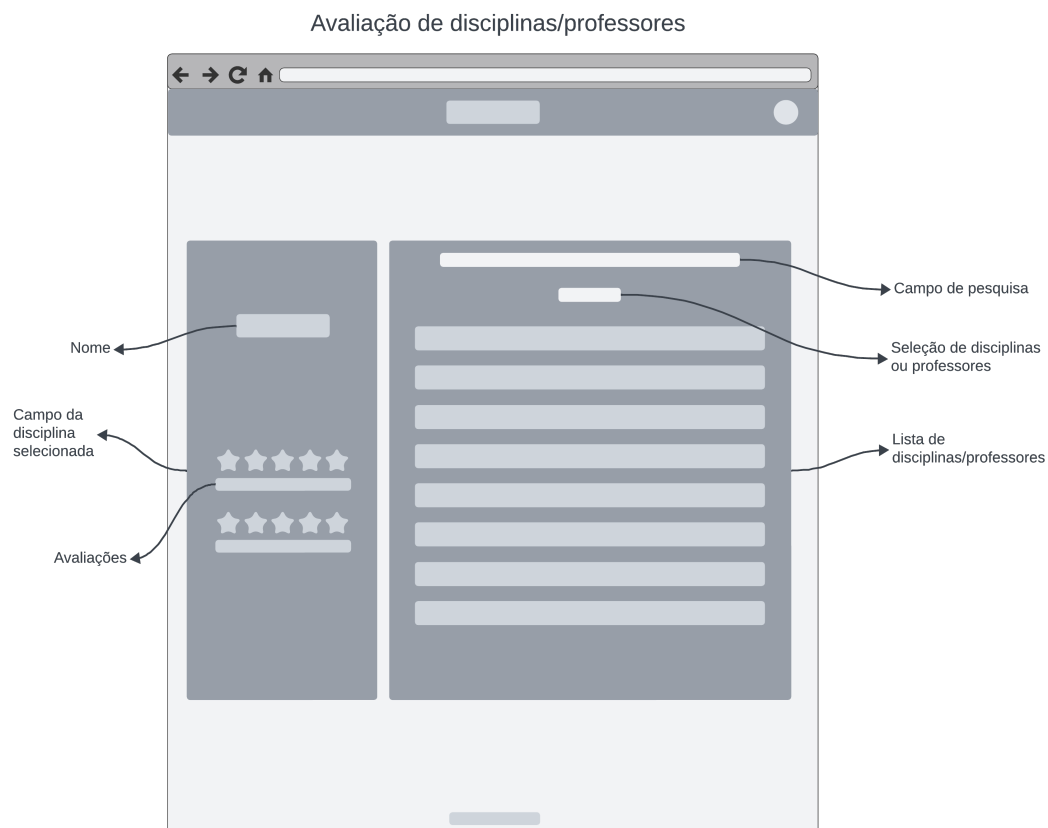 Avaliação de disciplinas/professores
Campo de pesquisa
Nome
Seleção de disciplinas
ou professores
Campo da
disciplina
selecionada
Lista de
disciplinas/professores
Avaliações